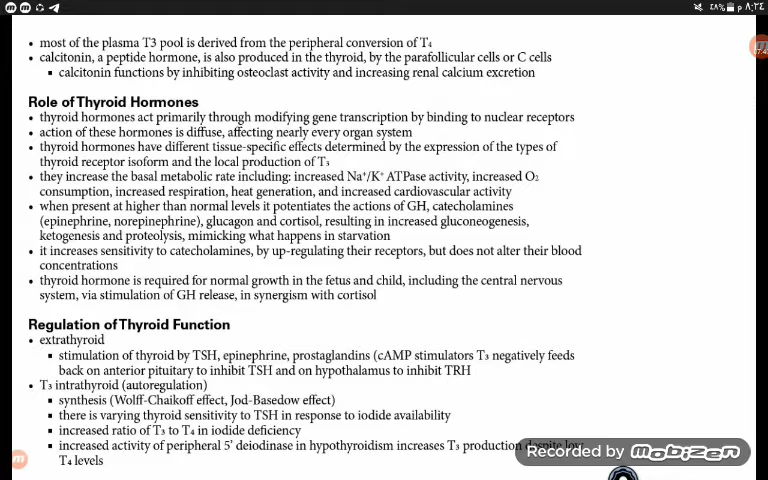 ٤٨% p ٨:٣٤
• most of the plasma T3 pool is derived from the peripheral conversion of T4
• calcitonin, a peptide hormone, is also produced in the thyroid, by the parafollicular cells or C cells
▪ calcitonin functions by inhibiting osteoclast activity and increasing renal calcium excretion
Role of Thyroid Hormones
• thyroid hormones act primarily through modifying gene transcription by binding to nuclear receptors
• action of these hormones is diffuse, affecting nearly every organ system
• thyroid hormones have different tissue-specific effects determined by the expression of the types of
thyroid receptor isoform and the local production of T3
• they increase the basal metabolic rate including: increased Na+/K+ ATPase activity, increased O2
consumption, increased respiration, heat generation, and increased cardiovascular activity
• when present at higher than normal levels it potentiates the actions of GH, catecholamines
(epinephrine, norepinephrine), glucagon and cortisol, resulting in increased gluconeogenesis,
ketogenesis and proteolysis, mimicking what happens in starvation
• it increases sensitivity to catecholamines, by up-regulating their receptors, but does not alter their blood
concentrations
• thyroid hormone is required for normal growth in the fetus and child, including the central nervous
system, via stimulation of GH release, in synergism with cortisol
Regulation of Thyroid Function
• extrathyroid
▪ stimulation of thyroid by TSH, epinephrine, prostaglandins (cAMP stimulators T3 negatively feeds
back on anterior pituitary to inhibit TSH and on hypothalamus to inhibit TRH
• T3 intrathyroid (autoregulation)
▪ synthesis (Wolff-Chaikoff effect, Jod-Basedow effect)
▪ there is varying thyroid sensitivity to TSH in response to iodide availability
▪ increased ratio of T3 to T4 in iodide deficiency
▪ increased activity of peripheral 5' deiodinase in hypothyroidism increases T3 production despite low
T4 levels
Recorded by mobizen